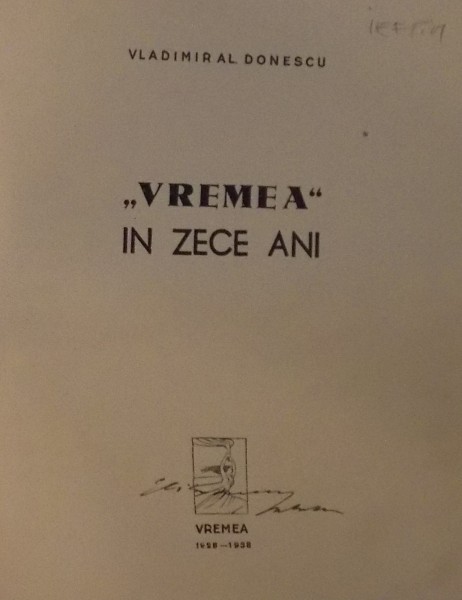 VLADIMIR AL. DONESCU
„VREMEA“
IN ZECE ANI
VREMEA
1928—1938